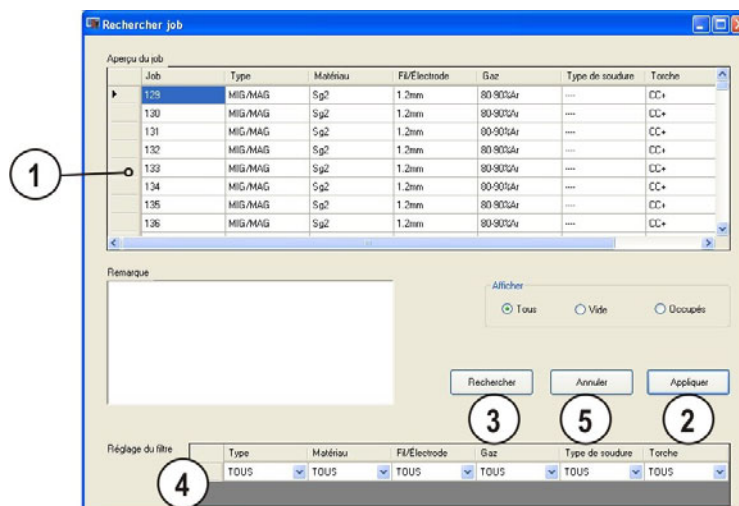 Rechercher job
Aperçu du job
Job Type Matériau Fil/Électrode Gaz Type de soudure Torche
129 MIG/MAG Sg2 1.2mm 80-90%Ar ---- CC+
130 MIG/MAG Sg2 1.2mm 80-90%Ar ---- CC+
131 MIG/MAG Sg2 1.2mm 80-90%Ar ---- CC+
132 MIG/MAG Sg2 1.2mm 80-90%Ar ---- CC+
133 MIG/MAG Sg2 1.2mm 80-90%Ar ---- CC+
134 MIG/MAG Sg2 1.2mm 80-90%Ar ---- CC+
135 MIG/MAG Sg2 1.2mm 80-90%Ar ---- CC+
136 MIG/MAG Sg2 1.2mm 80-90%Ar ---- CC+
1
Remarque
Afficher
Tous Vide Occupés
Rechercher Annuler Appliquer
3 5 2
Réglage du filtre
Type Matériau Fil/Électrode Gaz Type de soudure Torche
TOUS TOUS TOUS TOUS TOUS TOUS
4